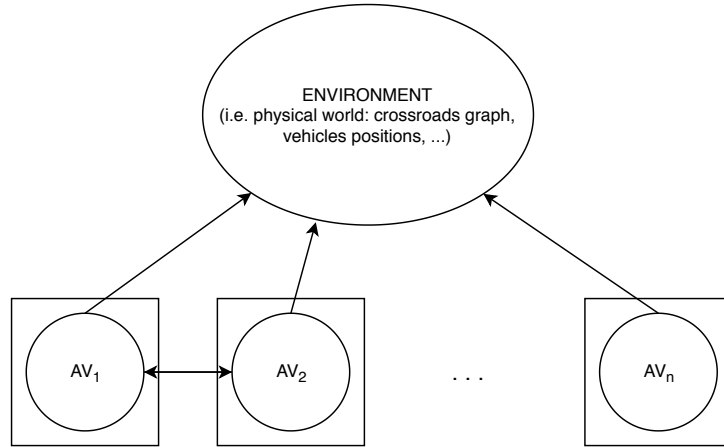 ENVIRONMENT
(i.e. physical world: crossroads graph,
vehicles positions, ...)
AV₁
AV₂
. . .
AVₙ